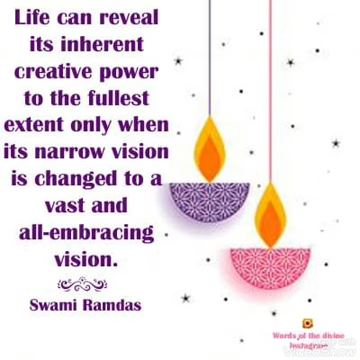 Life can reveal
its inherent
creative power
to the fullest
extent only when
its narrow vision
is changed to a
vast and
all-embracing
vision.
Swami Ramdas
Words of the divine
Instagram